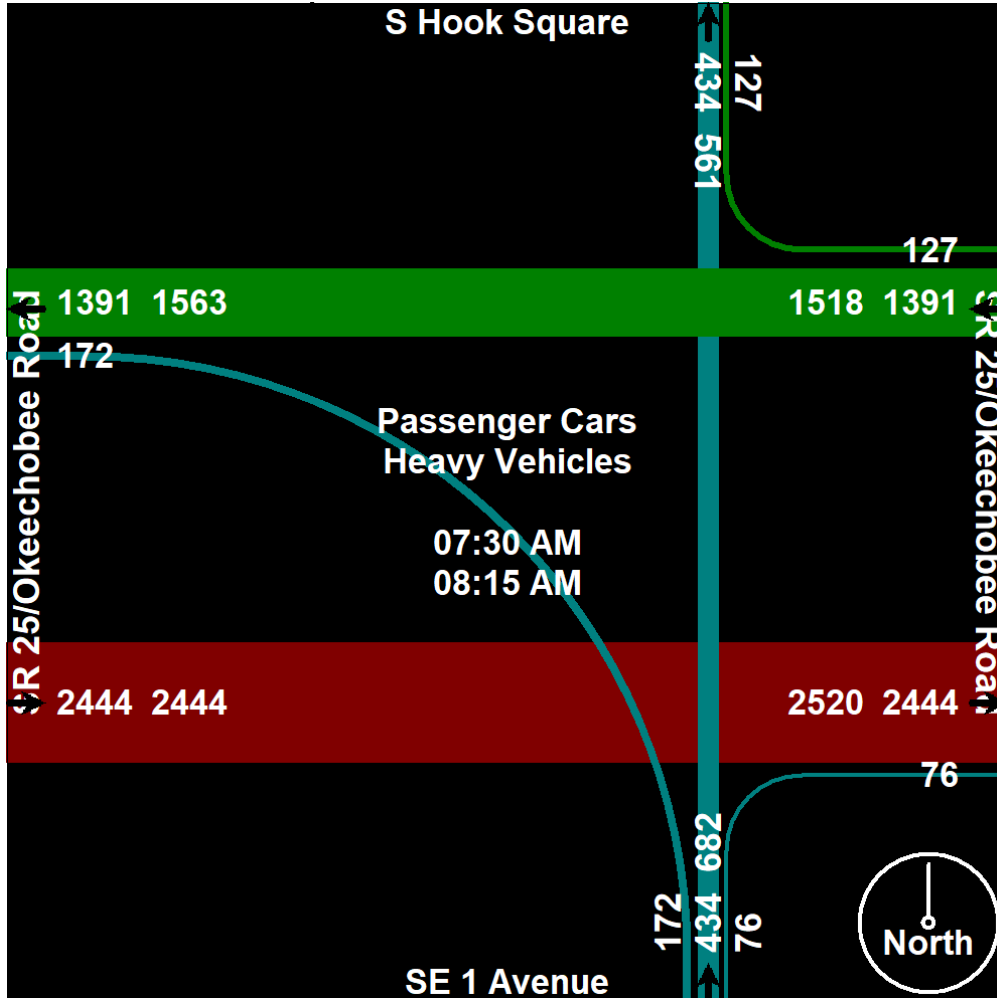 S Hook Square
434 561
127
127
1391 1563
1518 1391
SR 25/Okeechobee Road
SR 25/Okeechobee Road
172
Passenger Cars
Heavy Vehicles
07:30 AM
08:15 AM
2444 2444
2520 2444
76
172
434 682
76
North
SE 1 Avenue